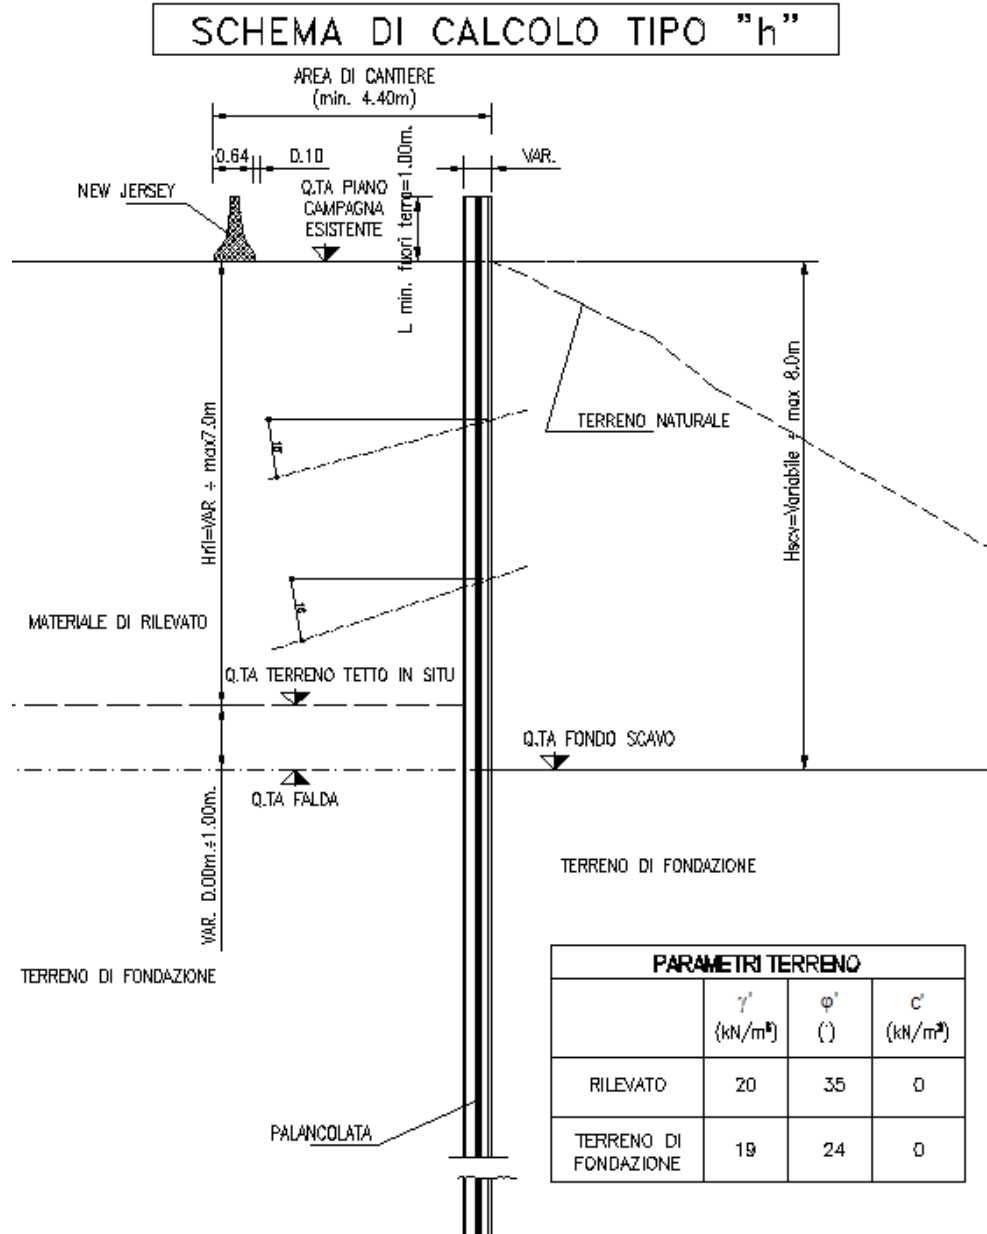 SCHEMA DI CALCOLO TIPO "h"
AREA DI CANTIERE
(min. 4.40m)
0.64
0.10
VAR.
NEW JERSEY
Q.TA PIANO
CAMPAGNA
ESISTENTE
L min. fuori terra=1.00m.
TERRENO NATURALE
Hril=VAR ÷ max7.0m
Hscv=Variabile ÷ max 8.0m
MATERIALE DI RILEVATO
Q.TA TERRENO TETTO IN SITU
Q.TA FONDO SCAVO
Q.TA FALDA
VAR. 0.00m.÷1.00m.
TERRENO DI FONDAZIONE
TERRENO DI FONDAZIONE
PALANCOLATA
PARAMETRI TERRENO
γ' φ' c'
(kN/m³) (°) (kN/m²)
RILEVATO 20 35 0
TERRENO DI
FONDAZIONE 19 24 0